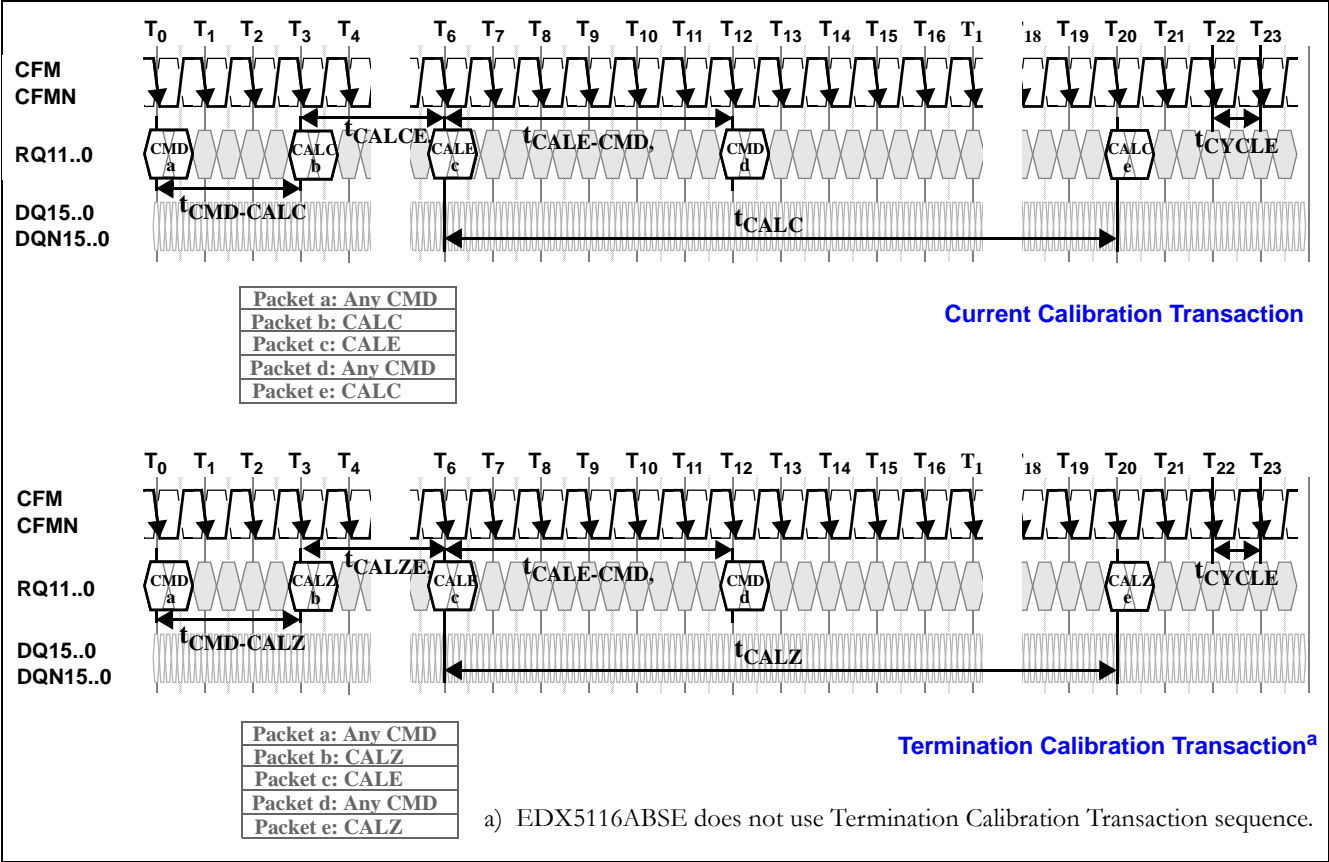 T0 T1 T2 T3 T4 T6 T7 T8 T9 T10 T11 T12 T13 T14 T15 T16 T1 18 T19 T20 T21 T22 T23
CFM
CFMN
tCALCE, tCALE-CMD, tCYCLE
RQ11..0
CMD a CALC b CALE c CMD d CALC e
tCMD-CALC
DQ15..0
DQN15..0
tCALC
Packet a: Any CMD
Packet b: CALC
Packet c: CALE
Packet d: Any CMD
Packet e: CALC
Current Calibration Transaction
T0 T1 T2 T3 T4 T6 T7 T8 T9 T10 T11 T12 T13 T14 T15 T16 T1 18 T19 T20 T21 T22 T23
CFM
CFMN
tCALZE, tCALE-CMD, tCYCLE
RQ11..0
CMD a CALZ b CALE c CMD d CALZ e
tCMD-CALZ
DQ15..0
DQN15..0
tCALZ
Packet a: Any CMD
Packet b: CALZ
Packet c: CALE
Packet d: Any CMD
Packet e: CALZ
Termination Calibration Transactiona
a) EDX5116ABSE does not use Termination Calibration Transaction sequence.